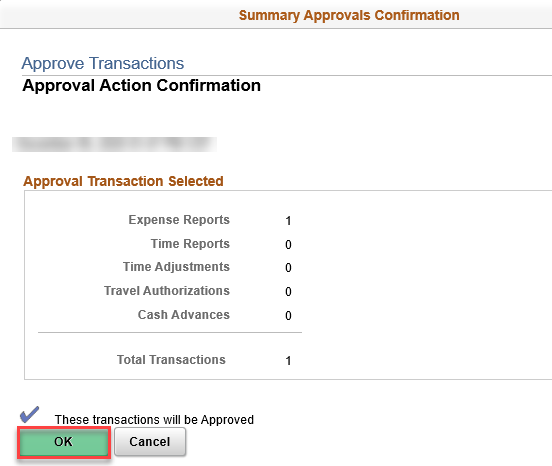 Summary Approvals Confirmation
Approve Transactions
Approval Action Confirmation
Approval Transaction Selected
Expense Reports 1
Time Reports 0
Time Adjustments 0
Travel Authorizations 0
Cash Advances 0
Total Transactions 1
These transactions will be Approved
OK Cancel